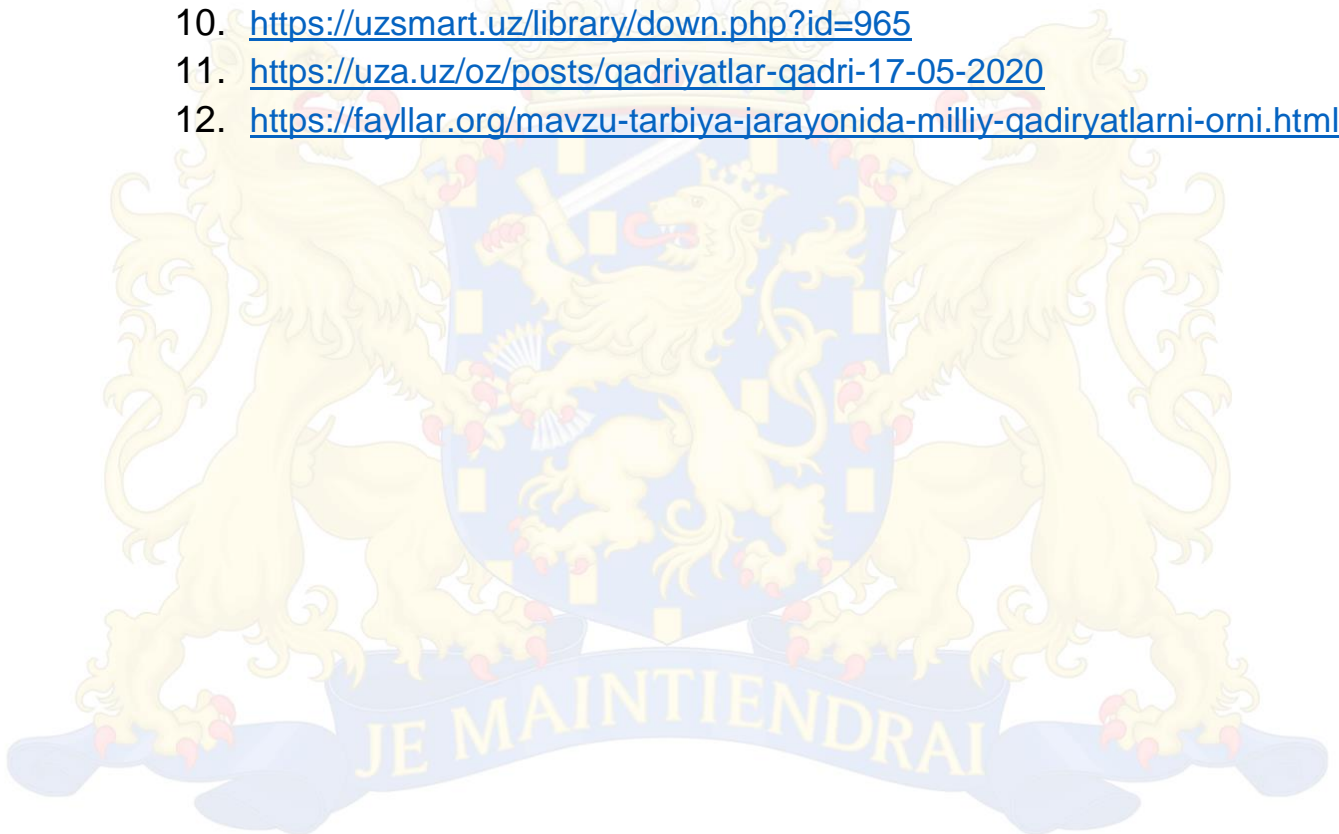 10. https://uzsmart.uz/library/down.php?id=965
11. https://uza.uz/oz/posts/qadriyatlar-qadri-17-05-2020
12. https://fayllar.org/mavzu-tarbiya-jarayonida-milliy-qadiryatlarni-orni.html
JE MAINTIENDRAI